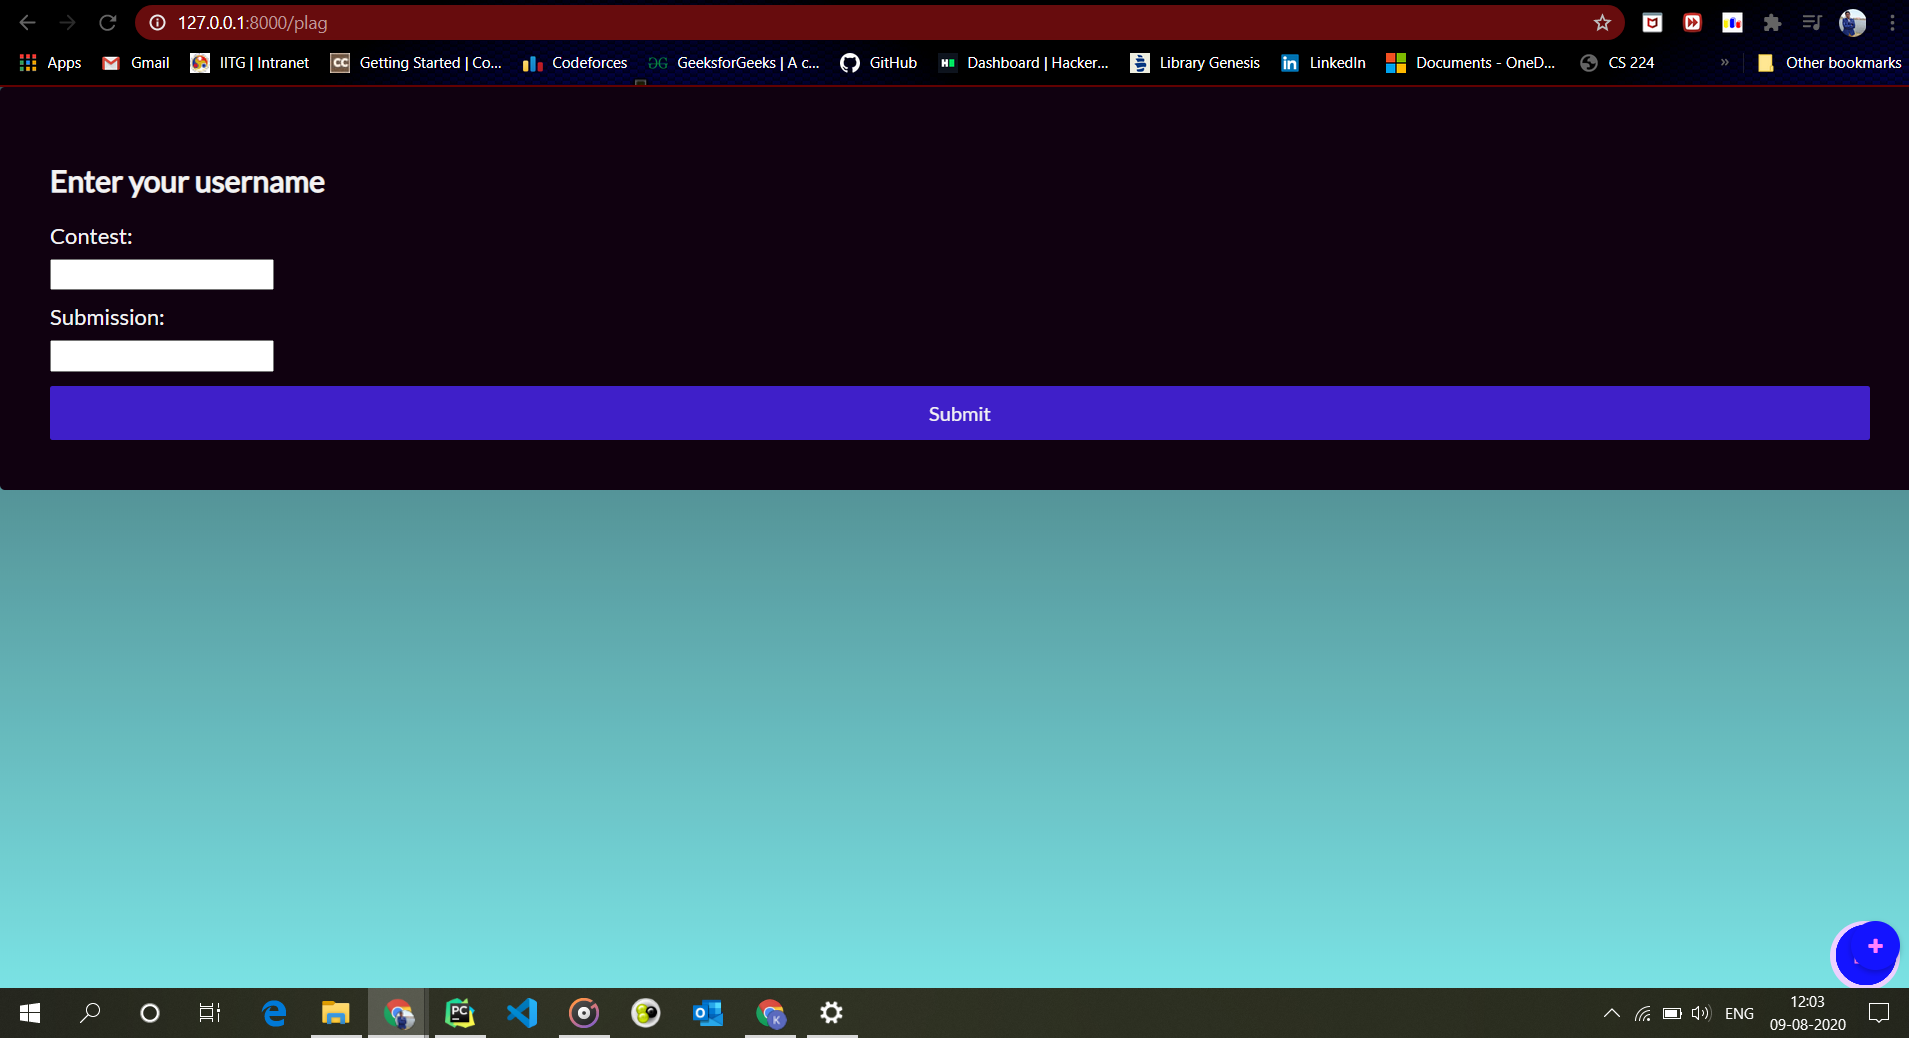 127.0.0.1:8000/plag
Apps Gmail IITG | Intranet CC Getting Started | Co... Codeforces GeeksforGeeks | A c... GitHub Dashboard | Hacker... Library Genesis LinkedIn Documents - OneD... CS 224 » Other bookmarks
Enter your username
Contest:
Submission:
Submit
ENG
12:03
09-08-2020